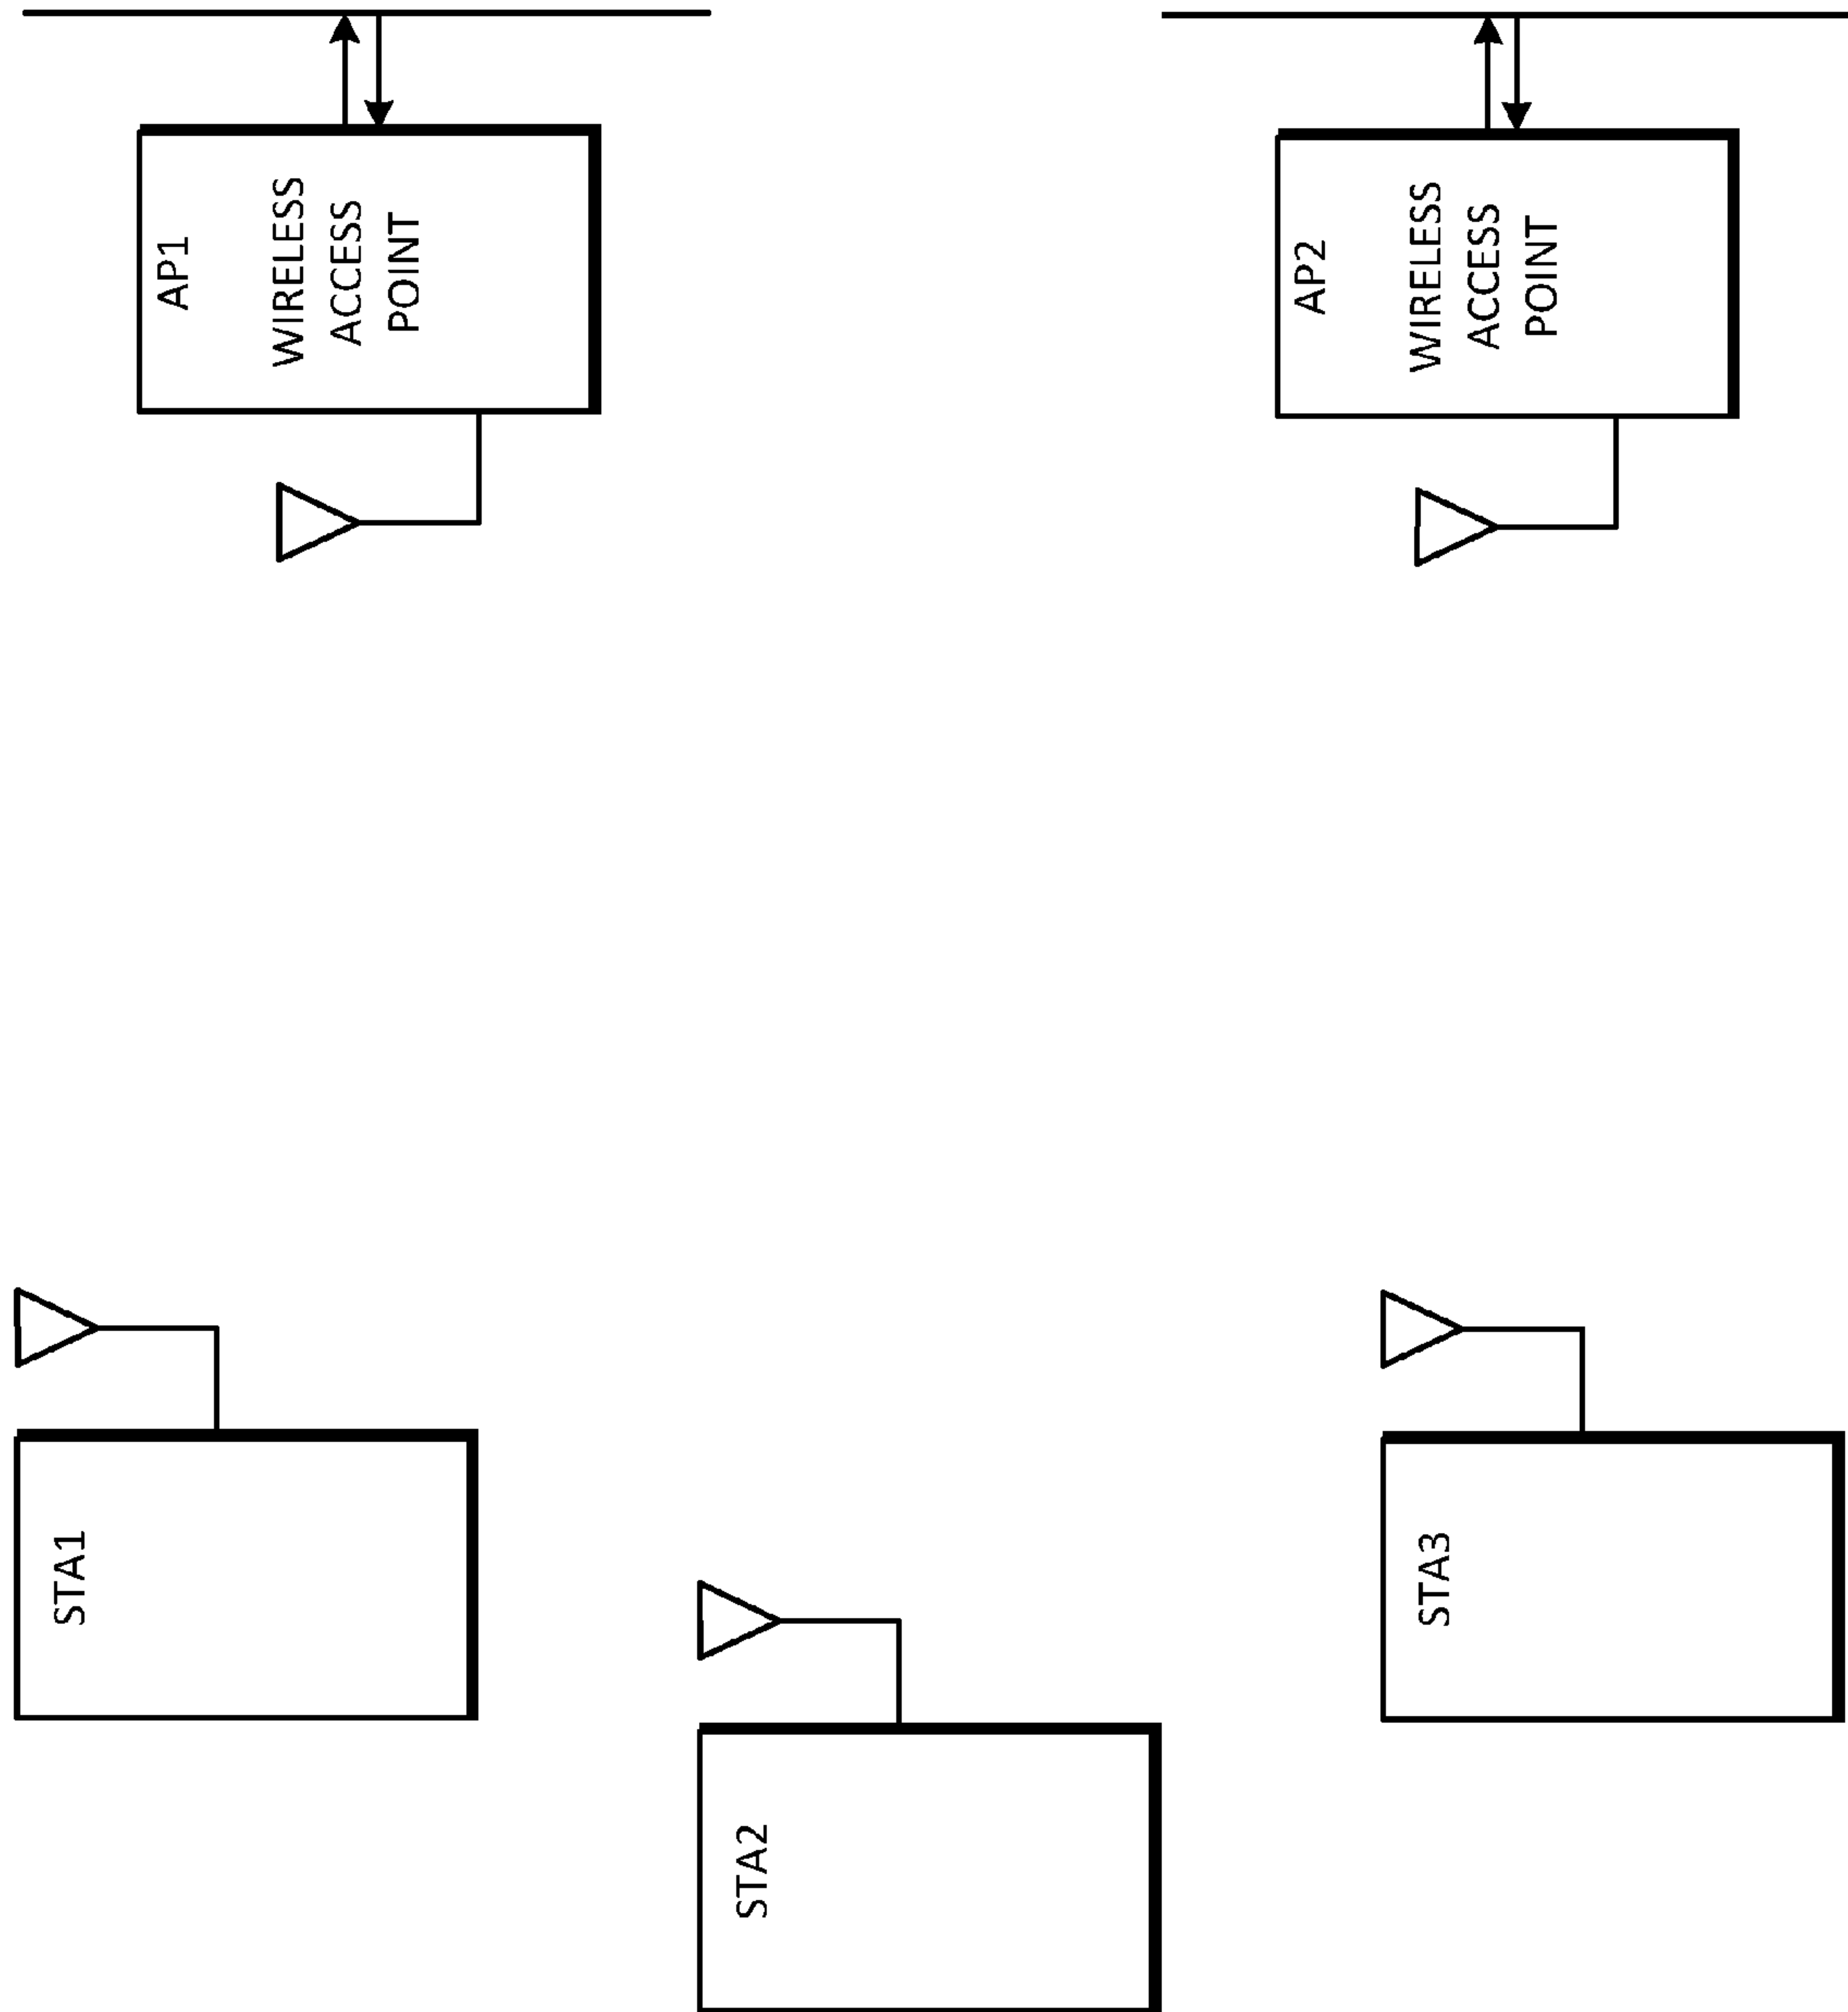 AP1
WIRELESS
ACCESS
POINT
AP2
WIRELESS
ACCESS
POINT
STA1
STA2
STA3